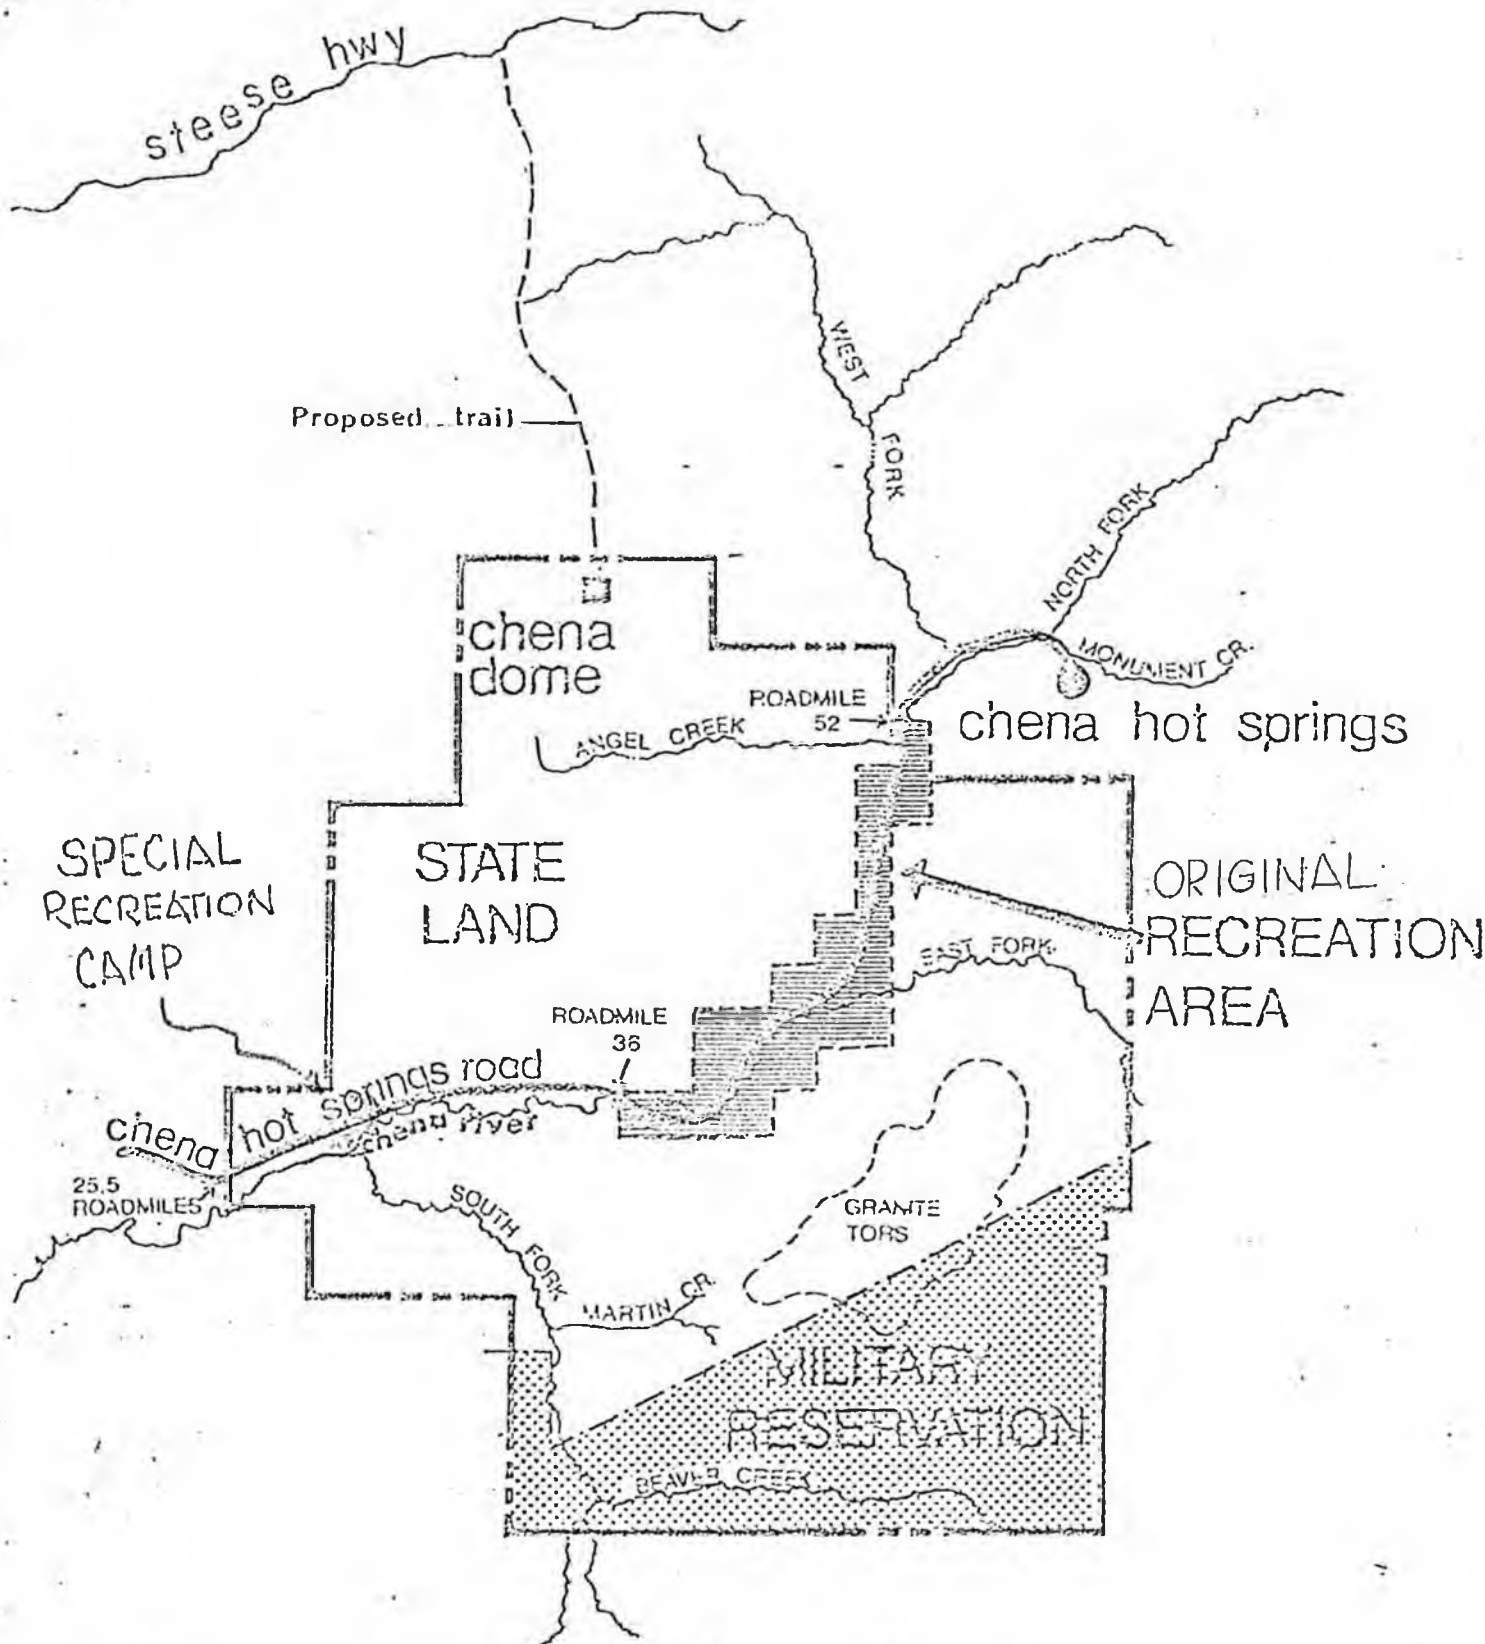 steese hwy
Proposed trail
WEST
FORK
NORTH FORK
MONUMENT CR.
chena
dome
ROADMILE
52
chena hot springs
ANGEL CREEK
SPECIAL
RECREATION
CAMP
STATE
LAND
ORIGINAL
RECREATION
AREA
EAST FORK
ROADMILE
36
chena hot springs road
chena river
25.5
ROADMILES
SOUTH FORK
MARTIN CR.
GRANITE
TORS
MILITARY
RESERVATION
BEAVER CREEK